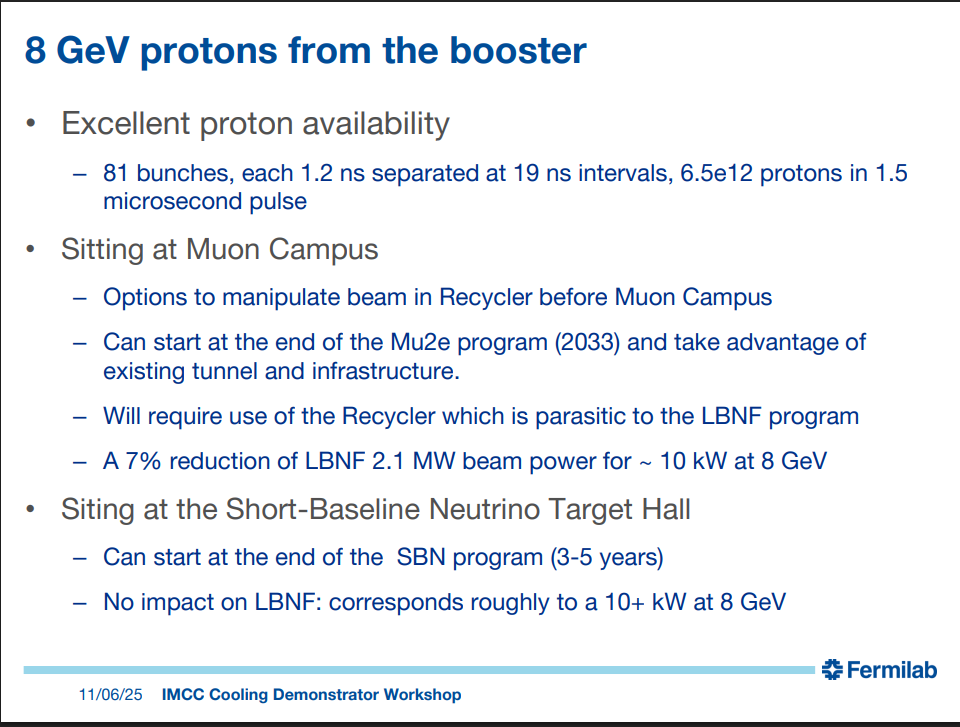 8 GeV protons from the booster
• Excellent proton availability
– 81 bunches, each 1.2 ns separated at 19 ns intervals, 6.5e12 protons in 1.5
microsecond pulse
• Sitting at Muon Campus
– Options to manipulate beam in Recycler before Muon Campus
– Can start at the end of the Mu2e program (2033) and take advantage of
existing tunnel and infrastructure.
– Will require use of the Recycler which is parasitic to the LBNF program
– A 7% reduction of LBNF 2.1 MW beam power for ~ 10 kW at 8 GeV
• Siting at the Short-Baseline Neutrino Target Hall
– Can start at the end of the  SBN program (3-5 years)
– No impact on LBNF: corresponds roughly to a 10+ kW at 8 GeV
Fermilab
11/06/25 IMCC Cooling Demonstrator Workshop